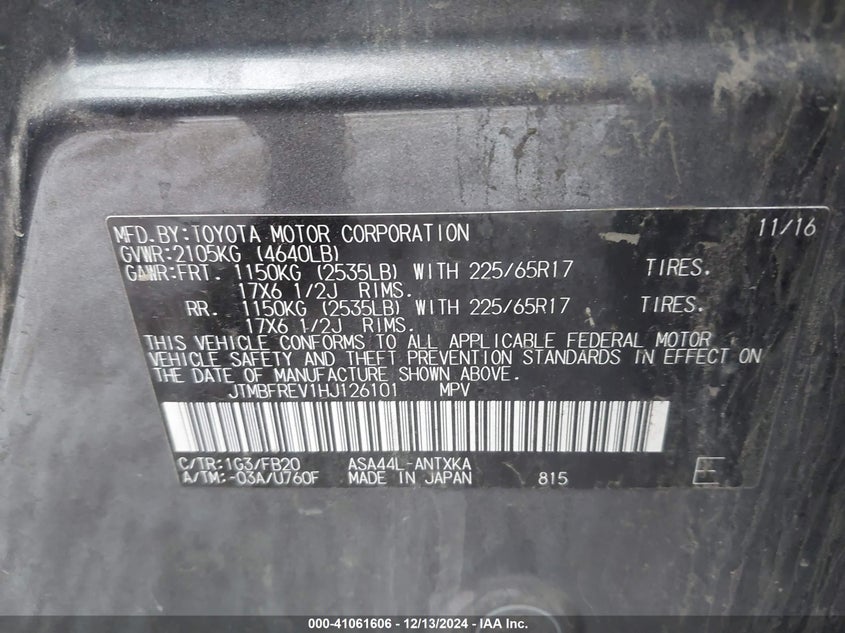 MFD.BY:TOYOTA MOTOR CORPORATION 11/16
GVWR:2105KG (4640LB)
GAWR:FRT. 1150KG (2535LB) WITH 225/65R17 TIRES.
17X6 1/2J RIMS.
RR. 1150KG (2535LB) WITH 225/65R17 TIRES.
17X6 1/2J RIMS.
THIS VEHICLE CONFORMS TO ALL APPLICABLE FEDERAL MOTOR
VEHICLE SAFETY AND THEFT PREVENTION STANDARDS IN EFFECT ON
THE DATE OF MANUFACTURE SHOWN ABOVE.
JTMBFREV1HJ126101 MPV
C/TR:1G3/FB20 ASA44L-ANTXKA
A/TM:-03A/U760F MADE IN JAPAN 815 E
000-41061606 - 12/13/2024 - IAA Inc.